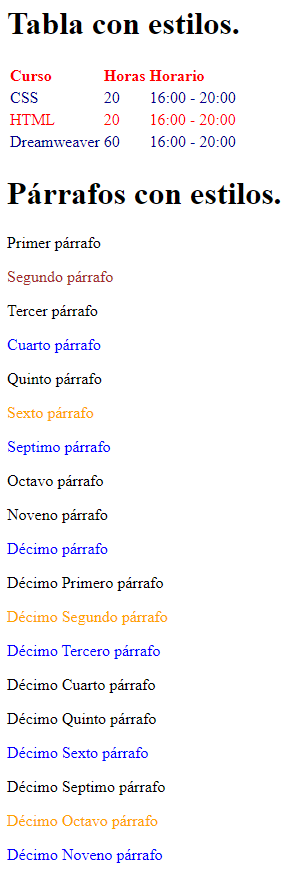 Tabla con estilos.
Curso Horas Horario
CSS 20 16:00 - 20:00
HTML 20 16:00 - 20:00
Dreamweaver 60 16:00 - 20:00
Párrafos con estilos.
Primer párrafo
Segundo párrafo
Tercer párrafo
Cuarto párrafo
Quinto párrafo
Sexto párrafo
Septimo párrafo
Octavo párrafo
Noveno párrafo
Décimo párrafo
Décimo Primero párrafo
Décimo Segundo párrafo
Décimo Tercero párrafo
Décimo Cuarto párrafo
Décimo Quinto párrafo
Décimo Sexto párrafo
Décimo Septimo párrafo
Décimo Octavo párrafo
Décimo Noveno párrafo